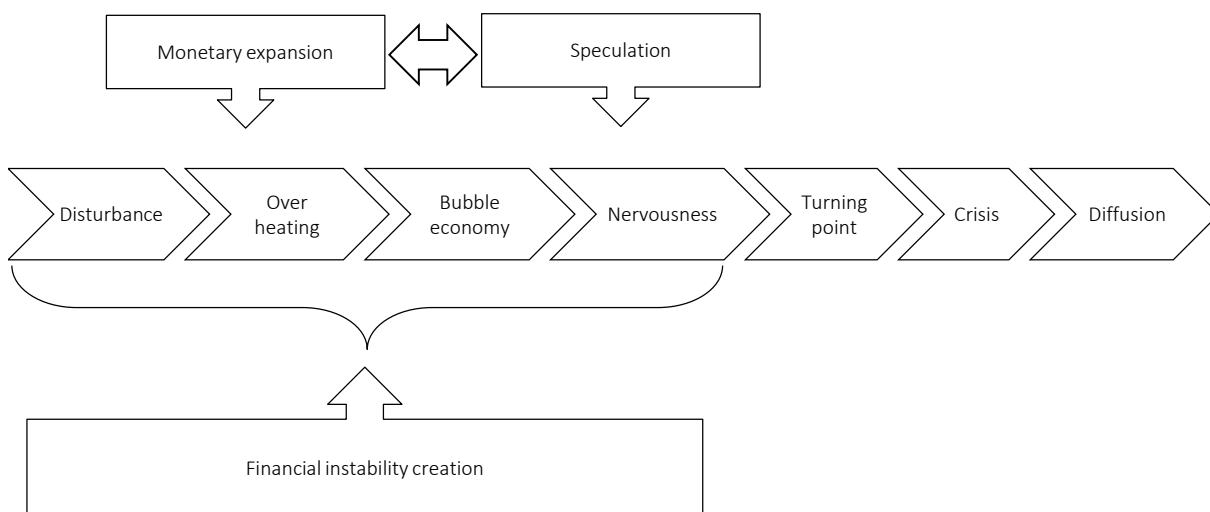 Monetary expansion
Speculation
Disturbance
Over
heating
Bubble
economy
Nervousness
Turning
point
Crisis
Diffusion
Financial instability creation